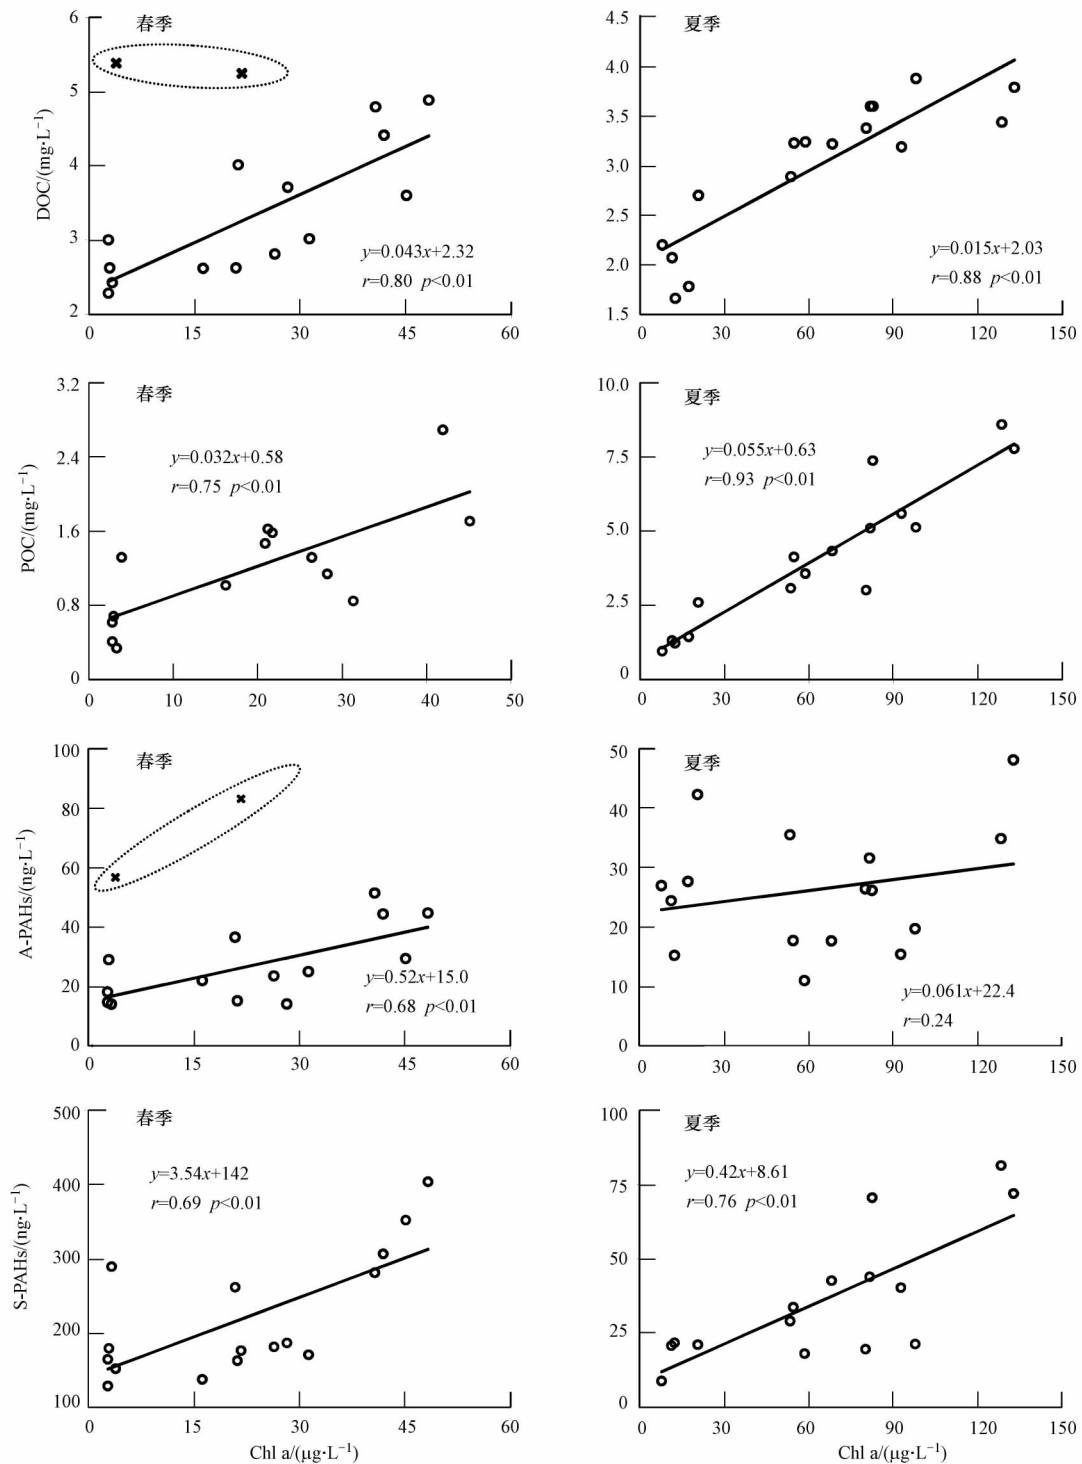 春季
DOC/(mg·L⁻¹)
6
5
4
3
2
y=0.043x+2.32
r=0.80 p<0.01
0 15 30 45 60
夏季
4.5
4.0
3.5
3.0
2.5
2.0
1.5
y=0.015x+2.03
r=0.88 p<0.01
0 30 60 90 120 150
春季
POC/(mg·L⁻¹)
3.2
2.4
1.6
0.8
0
y=0.032x+0.58
r=0.75 p<0.01
0 10 20 30 40 50
夏季
10.0
7.5
5.0
2.5
0
y=0.055x+0.63
r=0.93 p<0.01
0 30 60 90 120 150
春季
A-PAHs/(ng·L⁻¹)
100
80
60
40
20
0
y=0.52x+15.0
r=0.68 p<0.01
0 15 30 45 60
夏季
50
40
30
20
10
0
y=0.061x+22.4
r=0.24
0 30 60 90 120 150
春季
S-PAHs/(ng·L⁻¹)
500
400
300
200
100
y=3.54x+142
r=0.69 p<0.01
0 15 30 45 60
Chl a/(μg·L⁻¹)
夏季
100
75
50
25
0
y=0.42x+8.61
r=0.76 p<0.01
0 30 60 90 120 150
Chl a/(μg·L⁻¹)